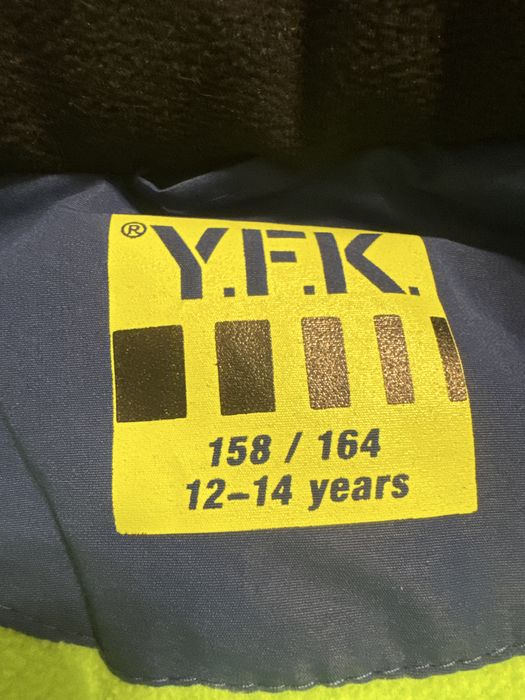 ® Y.F.K.
158 / 164
12–14 years